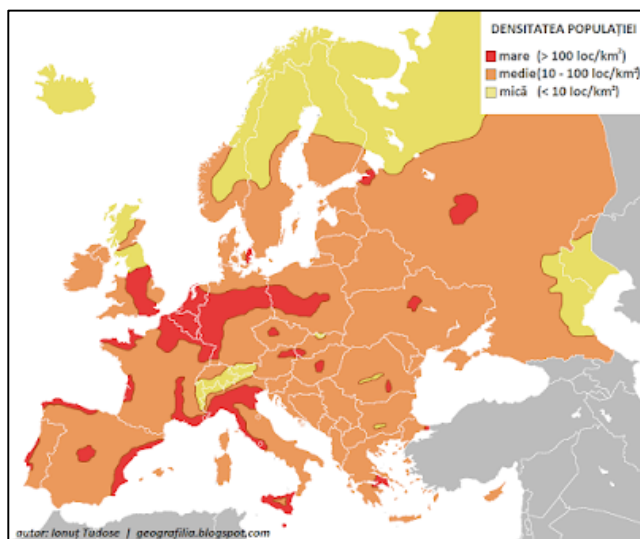 DENSITATEA POPULAȚIEI
mare (> 100 loc/km²)
medie (10 - 100 loc/km²)
mică (< 10 loc/km²)
autor: Ionuț Tudose | geografilia.blogspot.com